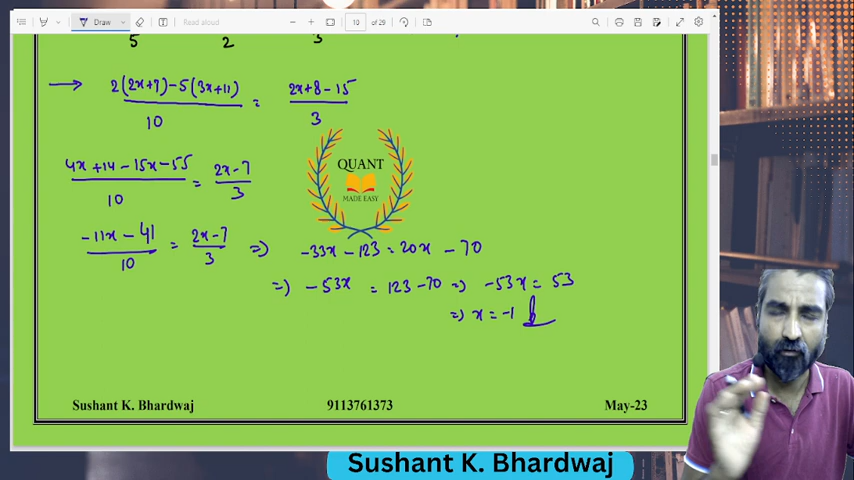 Draw
Read aloud
10 of 29
5 2 3
→ 2(2x+7)-5(3x+11)/10 = 2x+8-15/3
4x+14-15x-55/10 = 2x-7/3
QUANT
MADE EASY
-11x-41/10 = 2x-7/3 ⇒ -33x-123=20x-70
⇒ -53x = 123-70 ⇒ -53x=53
⇒ x=-1
Sushant K. Bhardwaj 9113761373 May-23
Sushant K. Bhardwaj